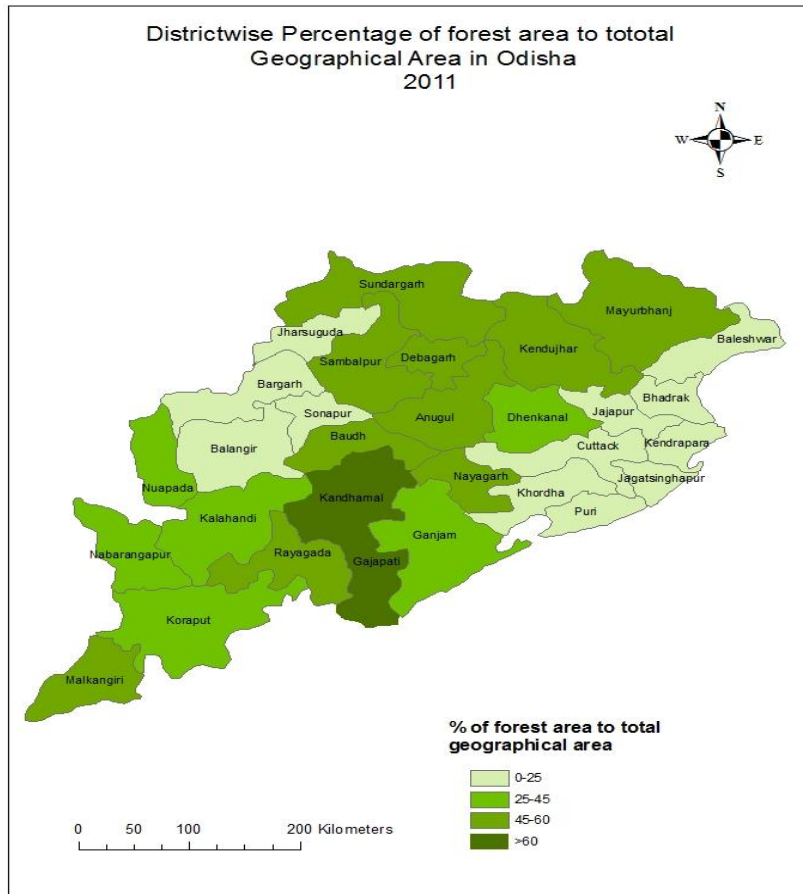 Districtwise Percentage of forest area to tototal
Geographical Area in Odisha
2011
N
W E
S
Sundargarh
Mayurbhanj
Jharsuguda
Baleshwar
Kendujhar
Debagarh
Sambalpur
Bargarh
Bhadrak
Sonapur
Jajapur
Anugul
Dhenkanal
Baudh
Cuttack
Kendrapara
Balangir
Nayagarh
Jagatsinghapur
Nuapada
Khordha
Kandhamal
Puri
Kalahandi
Ganjam
Nabarangapur
Rayagada
Gajapati
Koraput
Malkangiri
% of forest area to total
geographical area
0-25
25-45
45-60
>60
0 50 100 200 Kilometers